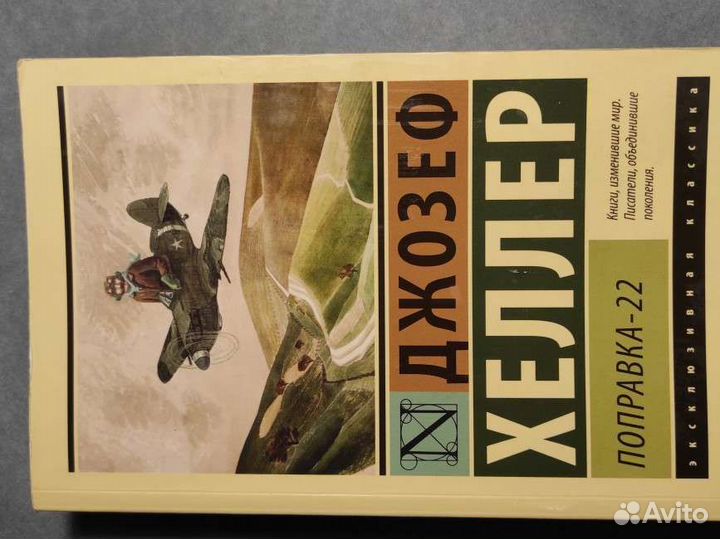 ДЖОЗЕФ
ХЕЛЛЕР
Книги, изменившие мир.
Писатели, объединившие
поколения.
ПОПРАВКА-22
эксклюзивная классика
Avito